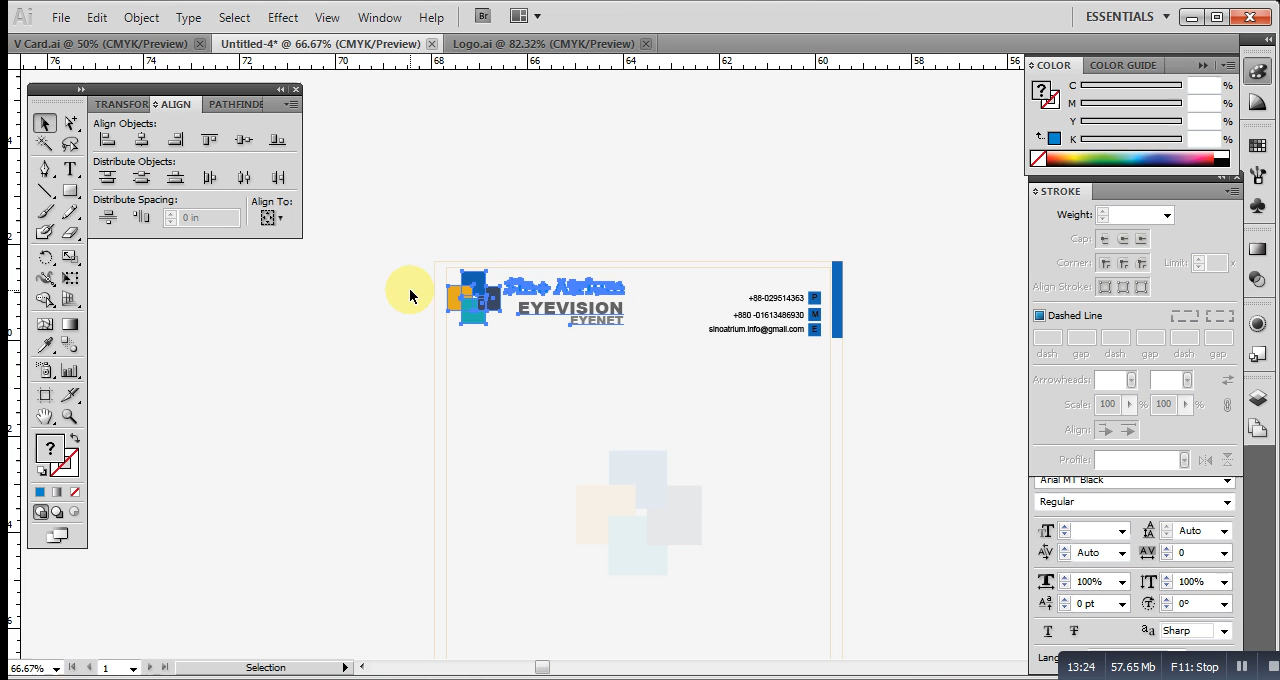 Ai File Edit Object Type Select Effect View Window Help Br ESSENTIALS
V Card.ai @ 50% (CMYK/Preview) Untitled-4* @ 66.67% (CMYK/Preview) Logo.ai @ 82.32% (CMYK/Preview)
76 74 72 70 68 66 64 62 60 58 56
TRANSFOR ALIGN PATHFINDE
Align Objects:
Distribute Objects:
Distribute Spacing: Align To:
0 in
T
Sino Atrium
EYEVISION
EYENET
+88-029514363 P
+880 -01613486930 M
sinoatrium.info@gmail.com E
COLOR COLOR GUIDE
? C %
M %
Y %
K %
STROKE
Weight:
Cap:
Corner: Limit: x
Align Stroke:
Dashed Line
dash gap dash gap dash gap
Arrowheads:
Scale: 100 % 100 %
Align:
Profile:
Arial MT Black
Regular
Auto
Auto 0
100% 100%
0 pt 0°
Sharp
Lang
?
66.67% 1 Selection
13:24 57.65 Mb F11: Stop